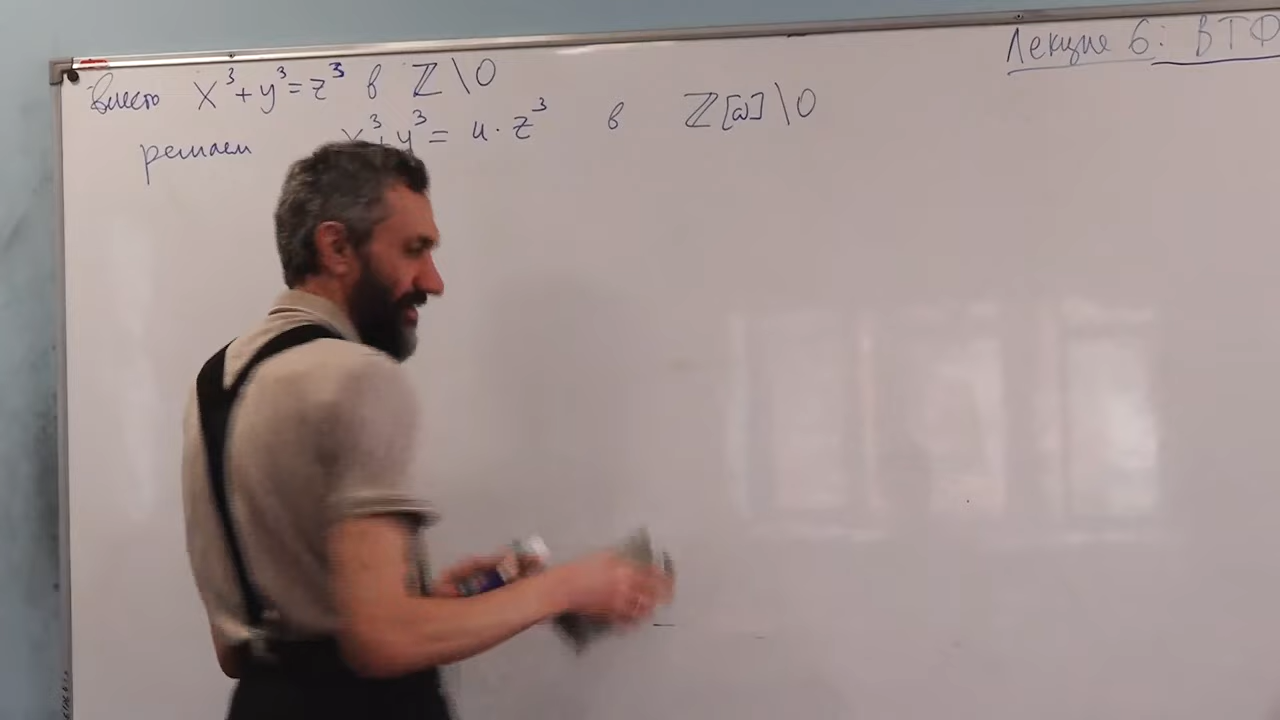 Лекция 6: ВТФ
Вместо x³+y³=z³ в ℤ\0
решаем x³+y³= u·z³ в ℤ[ω]\0